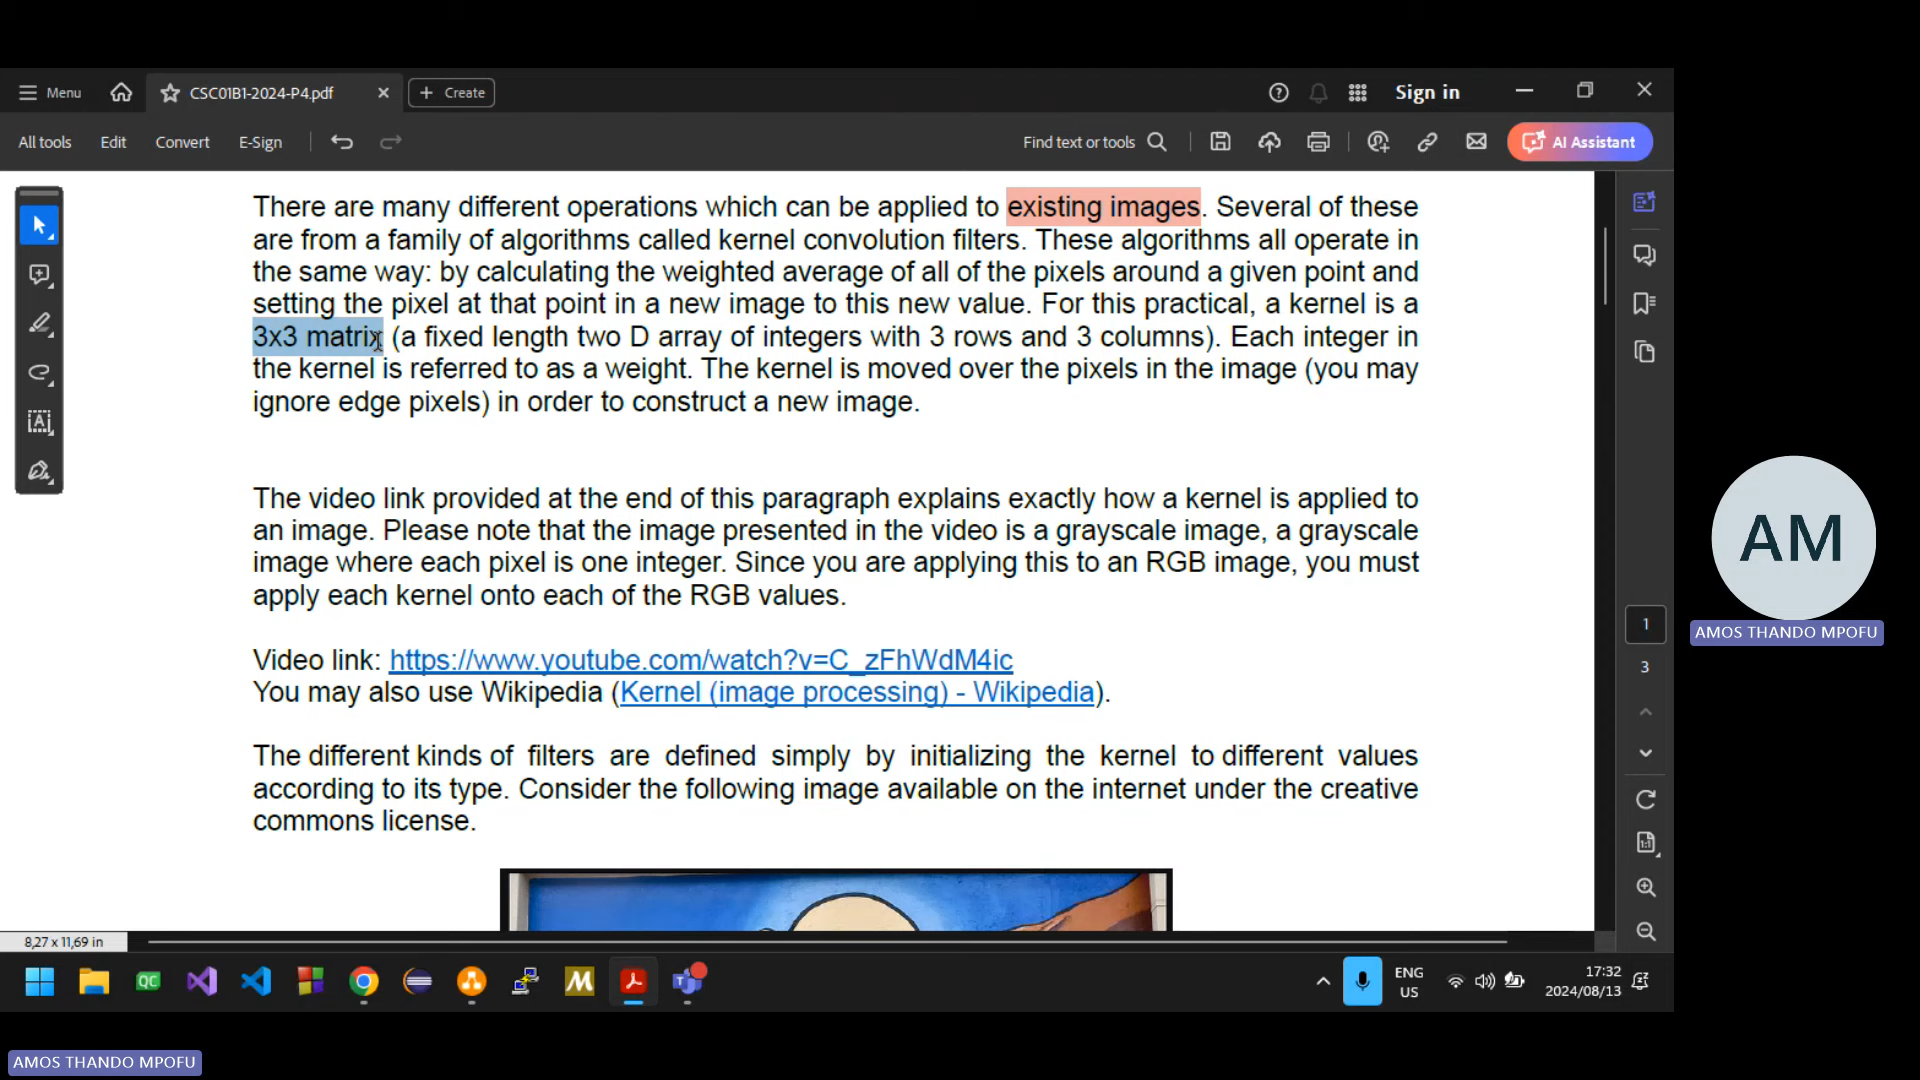 Menu
CSC01B1-2024-P4.pdf
Create
Sign in
All tools
Edit
Convert
E-Sign
Find text or tools
AI Assistant
There are many different operations which can be applied to existing images. Several of these
are from a family of algorithms called kernel convolution filters. These algorithms all operate in
the same way: by calculating the weighted average of all of the pixels around a given point and
setting the pixel at that point in a new image to this new value. For this practical, a kernel is a
3x3 matrix (a fixed length two D array of integers with 3 rows and 3 columns). Each integer in
the kernel is referred to as a weight. The kernel is moved over the pixels in the image (you may
ignore edge pixels) in order to construct a new image.
The video link provided at the end of this paragraph explains exactly how a kernel is applied to
an image. Please note that the image presented in the video is a grayscale image, a grayscale
image where each pixel is one integer. Since you are applying this to an RGB image, you must
apply each kernel onto each of the RGB values.
Video link: https://www.youtube.com/watch?v=C_zFhWdM4ic
You may also use Wikipedia (Kernel (image processing) - Wikipedia).
The different kinds of filters are defined simply by initializing the kernel to different values
according to its type. Consider the following image available on the internet under the creative
commons license.
1
3
AM
AMOS THANDO MPOFU
8,27 x 11,69 in
QC
M
ENG
US
17:32
2024/08/13
AMOS THANDO MPOFU